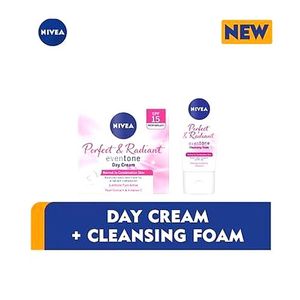 NIVEA
NEW
NIVEA
SPF
15
Perfect & Radiant
eventone
Day Cream
Normal to Combination Skin
NIVEA
Perfect & Radiant
eventone
Cleansing Foam
DAY CREAM
+ CLEANSING FOAM